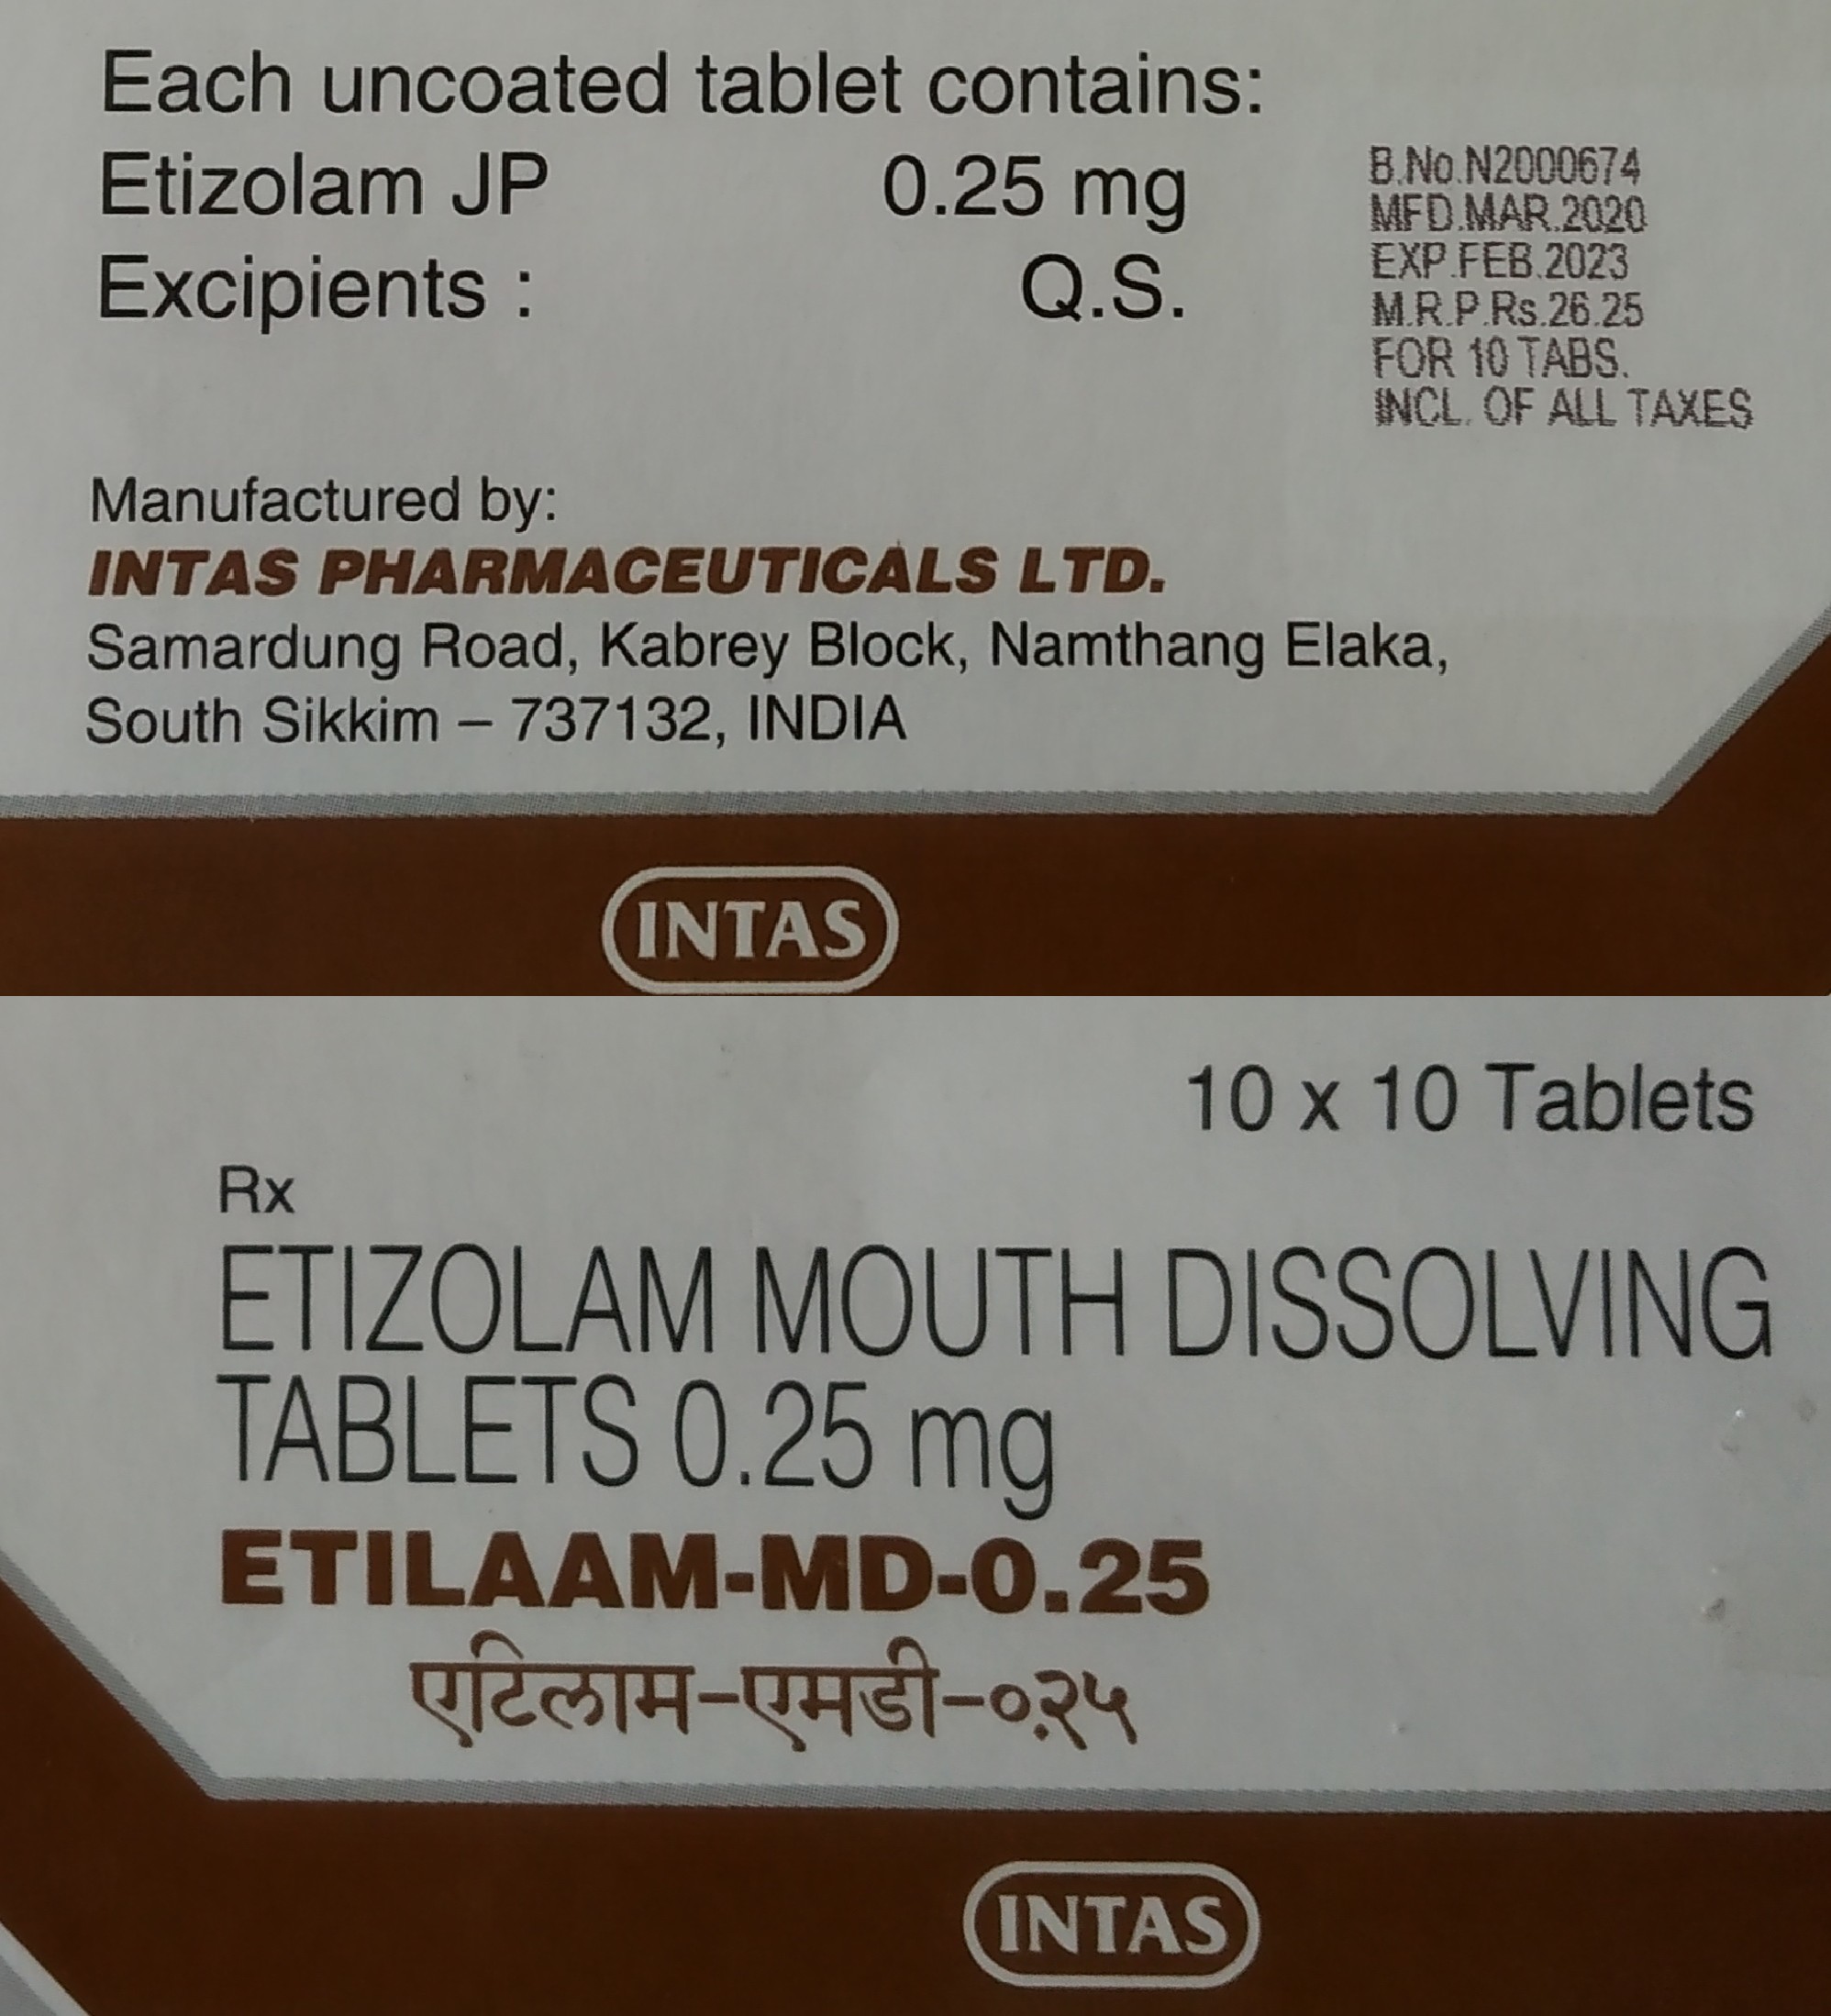 Each uncoated tablet contains:
Etizolam JP 0.25 mg
Excipients : Q.S.
B.No.N2000674
MFD.MAR.2020
EXP.FEB.2023
M.R.P.Rs.26.25
FOR 10 TABS.
INCL. OF ALL TAXES
Manufactured by:
INTAS PHARMACEUTICALS LTD.
Samardung Road, Kabrey Block, Namthang Elaka,
South Sikkim – 737132, INDIA
INTAS
10 x 10 Tablets
Rx
ETIZOLAM MOUTH DISSOLVING
TABLETS 0.25 mg
ETILAAM-MD-0.25
एटिलाम-एमडी-०.२५
INTAS